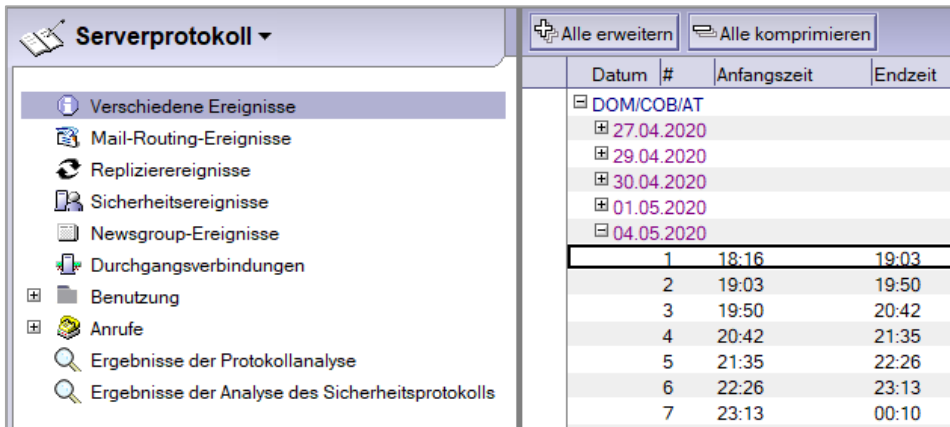 Serverprotokoll
Verschiedene Ereignisse
Mail-Routing-Ereignisse
Replizierereignisse
Sicherheitsereignisse
Newsgroup-Ereignisse
Durchgangsverbindungen
Benutzung
Anrufe
Ergebnisse der Protokollanalyse
Ergebnisse der Analyse des Sicherheitsprotokolls
Alle erweitern Alle komprimieren
Datum # Anfangszeit Endzeit
DOM/COB/AT
27.04.2020
29.04.2020
30.04.2020
01.05.2020
04.05.2020
1 18:16 19:03
2 19:03 19:50
3 19:50 20:42
4 20:42 21:35
5 21:35 22:26
6 22:26 23:13
7 23:13 00:10